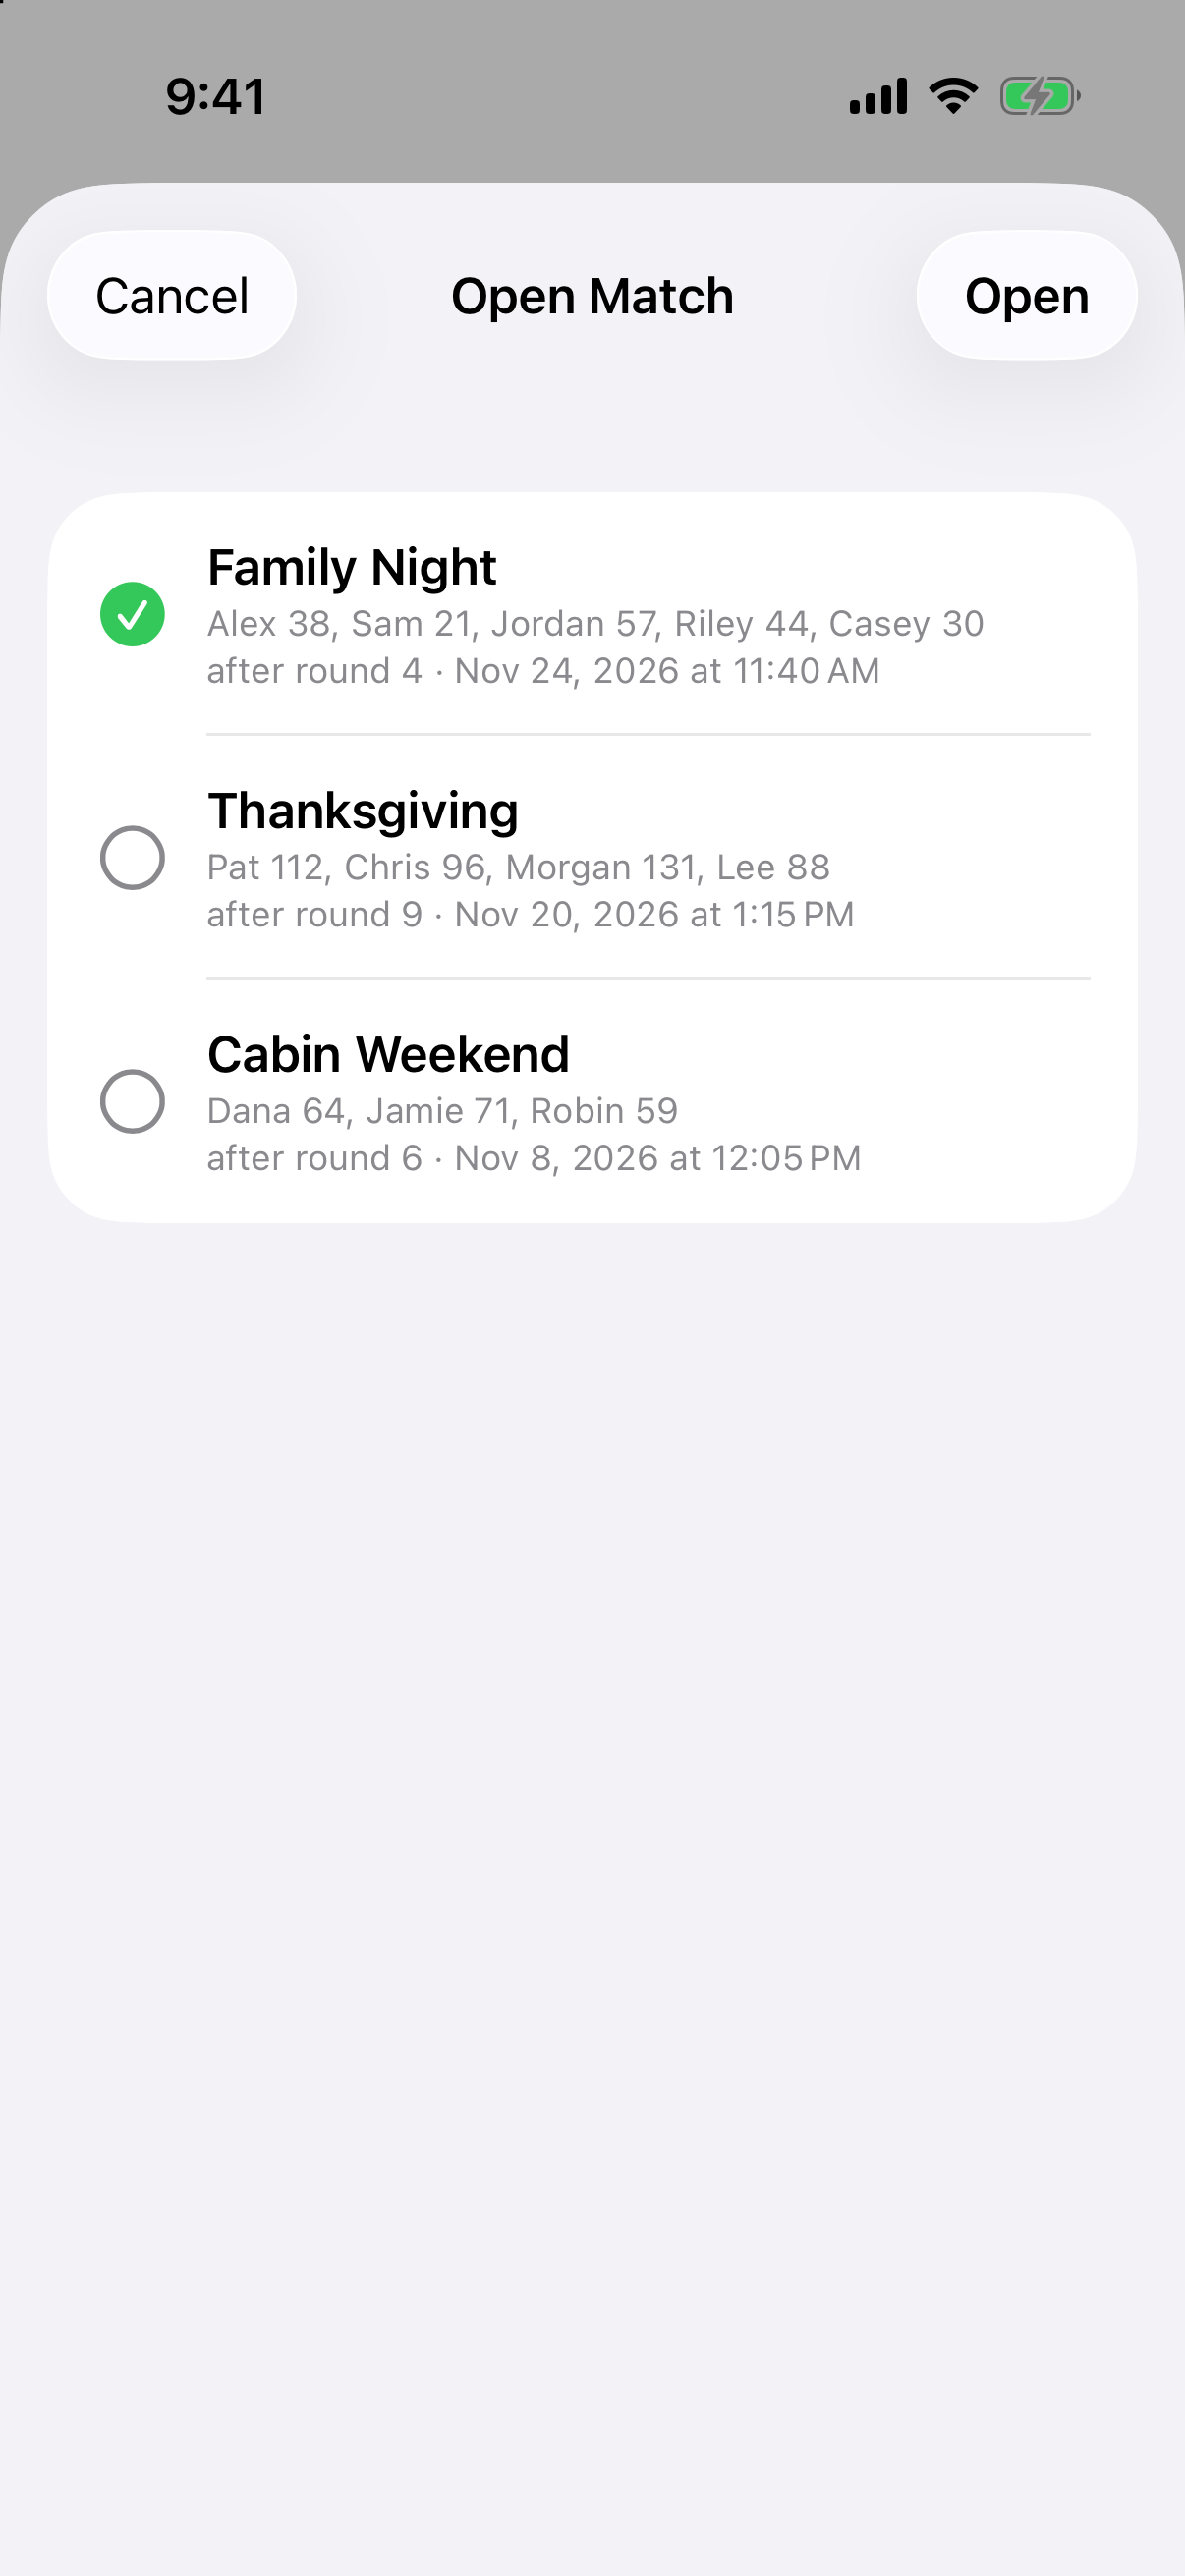 9:41
Cancel
Open Match
Open
Family Night
Alex 38, Sam 21, Jordan 57, Riley 44, Casey 30
after round 4 · Nov 24, 2026 at 11:40 AM
Thanksgiving
Pat 112, Chris 96, Morgan 131, Lee 88
after round 9 · Nov 20, 2026 at 1:15 PM
Cabin Weekend
Dana 64, Jamie 71, Robin 59
after round 6 · Nov 8, 2026 at 12:05 PM